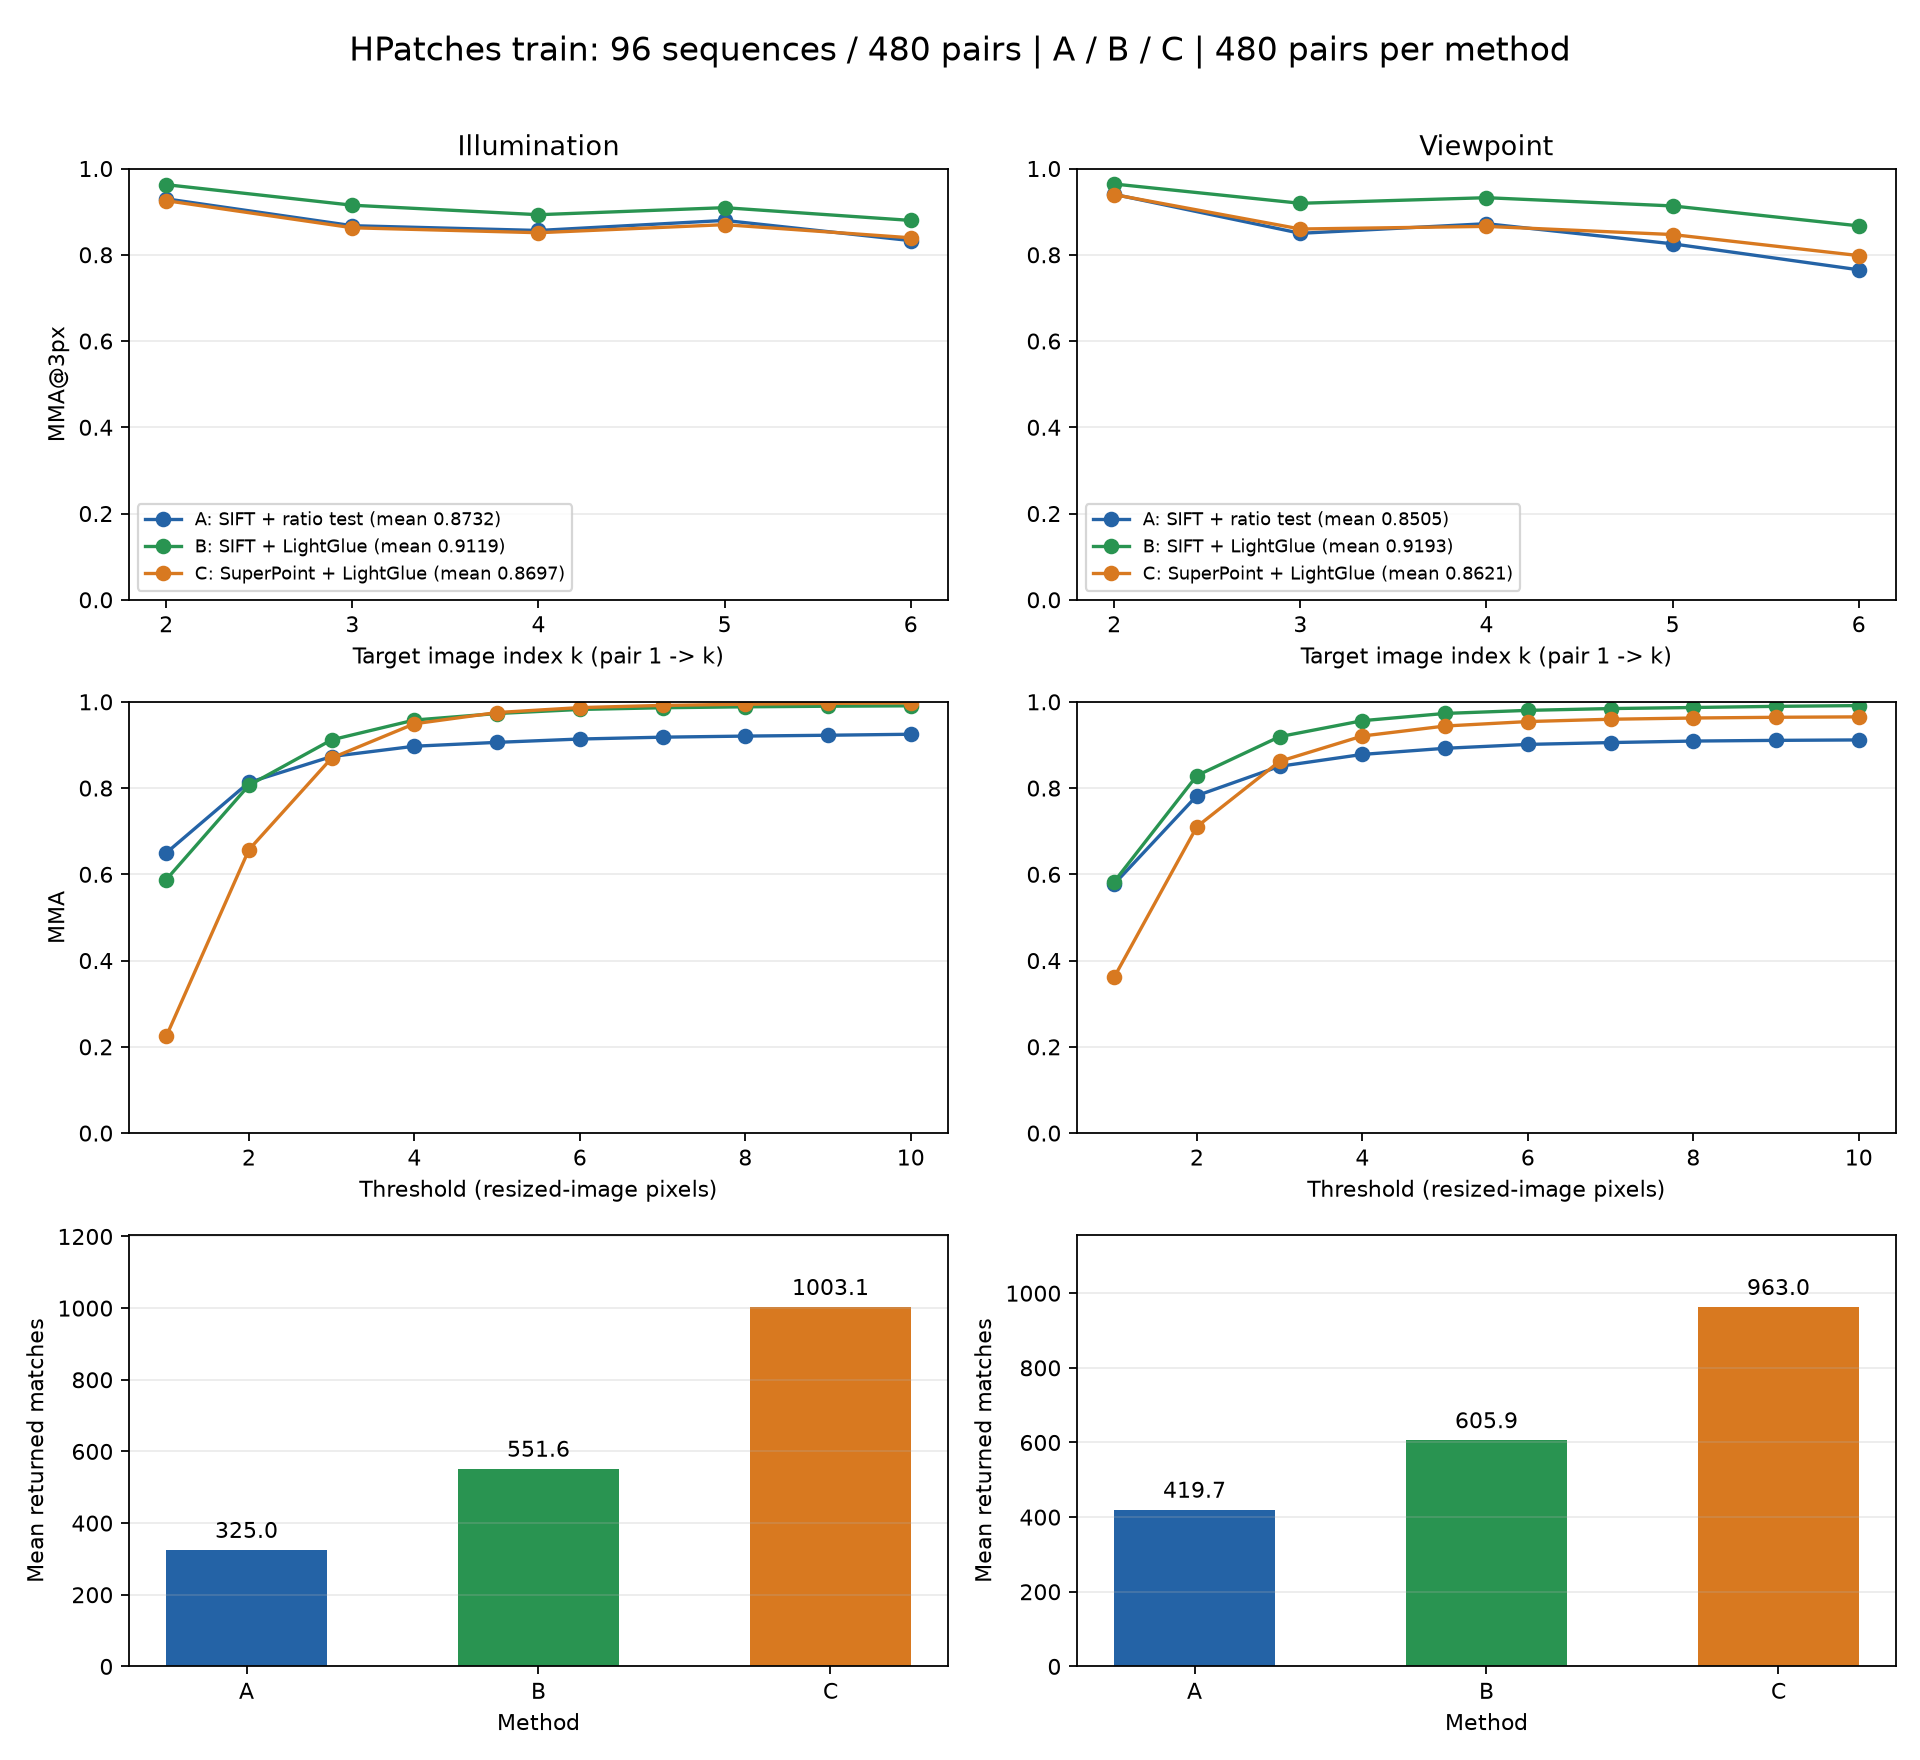 HPatches train: 96 sequences / 480 pairs | A / B / C | 480 pairs per method
Illumination
MMA@3px
1.0
0.8
0.6
0.4
0.2
0.0
A: SIFT + ratio test (mean 0.8732)
B: SIFT + LightGlue (mean 0.9119)
C: SuperPoint + LightGlue (mean 0.8697)
2 3 4 5 6
Target image index k (pair 1 -> k)
Viewpoint
1.0
0.8
0.6
0.4
0.2
0.0
A: SIFT + ratio test (mean 0.8505)
B: SIFT + LightGlue (mean 0.9193)
C: SuperPoint + LightGlue (mean 0.8621)
2 3 4 5 6
Target image index k (pair 1 -> k)
MMA
1.0
0.8
0.6
0.4
0.2
0.0
2 4 6 8 10
Threshold (resized-image pixels)
1.0
0.8
0.6
0.4
0.2
0.0
2 4 6 8 10
Threshold (resized-image pixels)
Mean returned matches
1200
1000
800
600
400
200
0
325.0
551.6
1003.1
A B C
Method
Mean returned matches
1000
800
600
400
200
0
419.7
605.9
963.0
A B C
Method